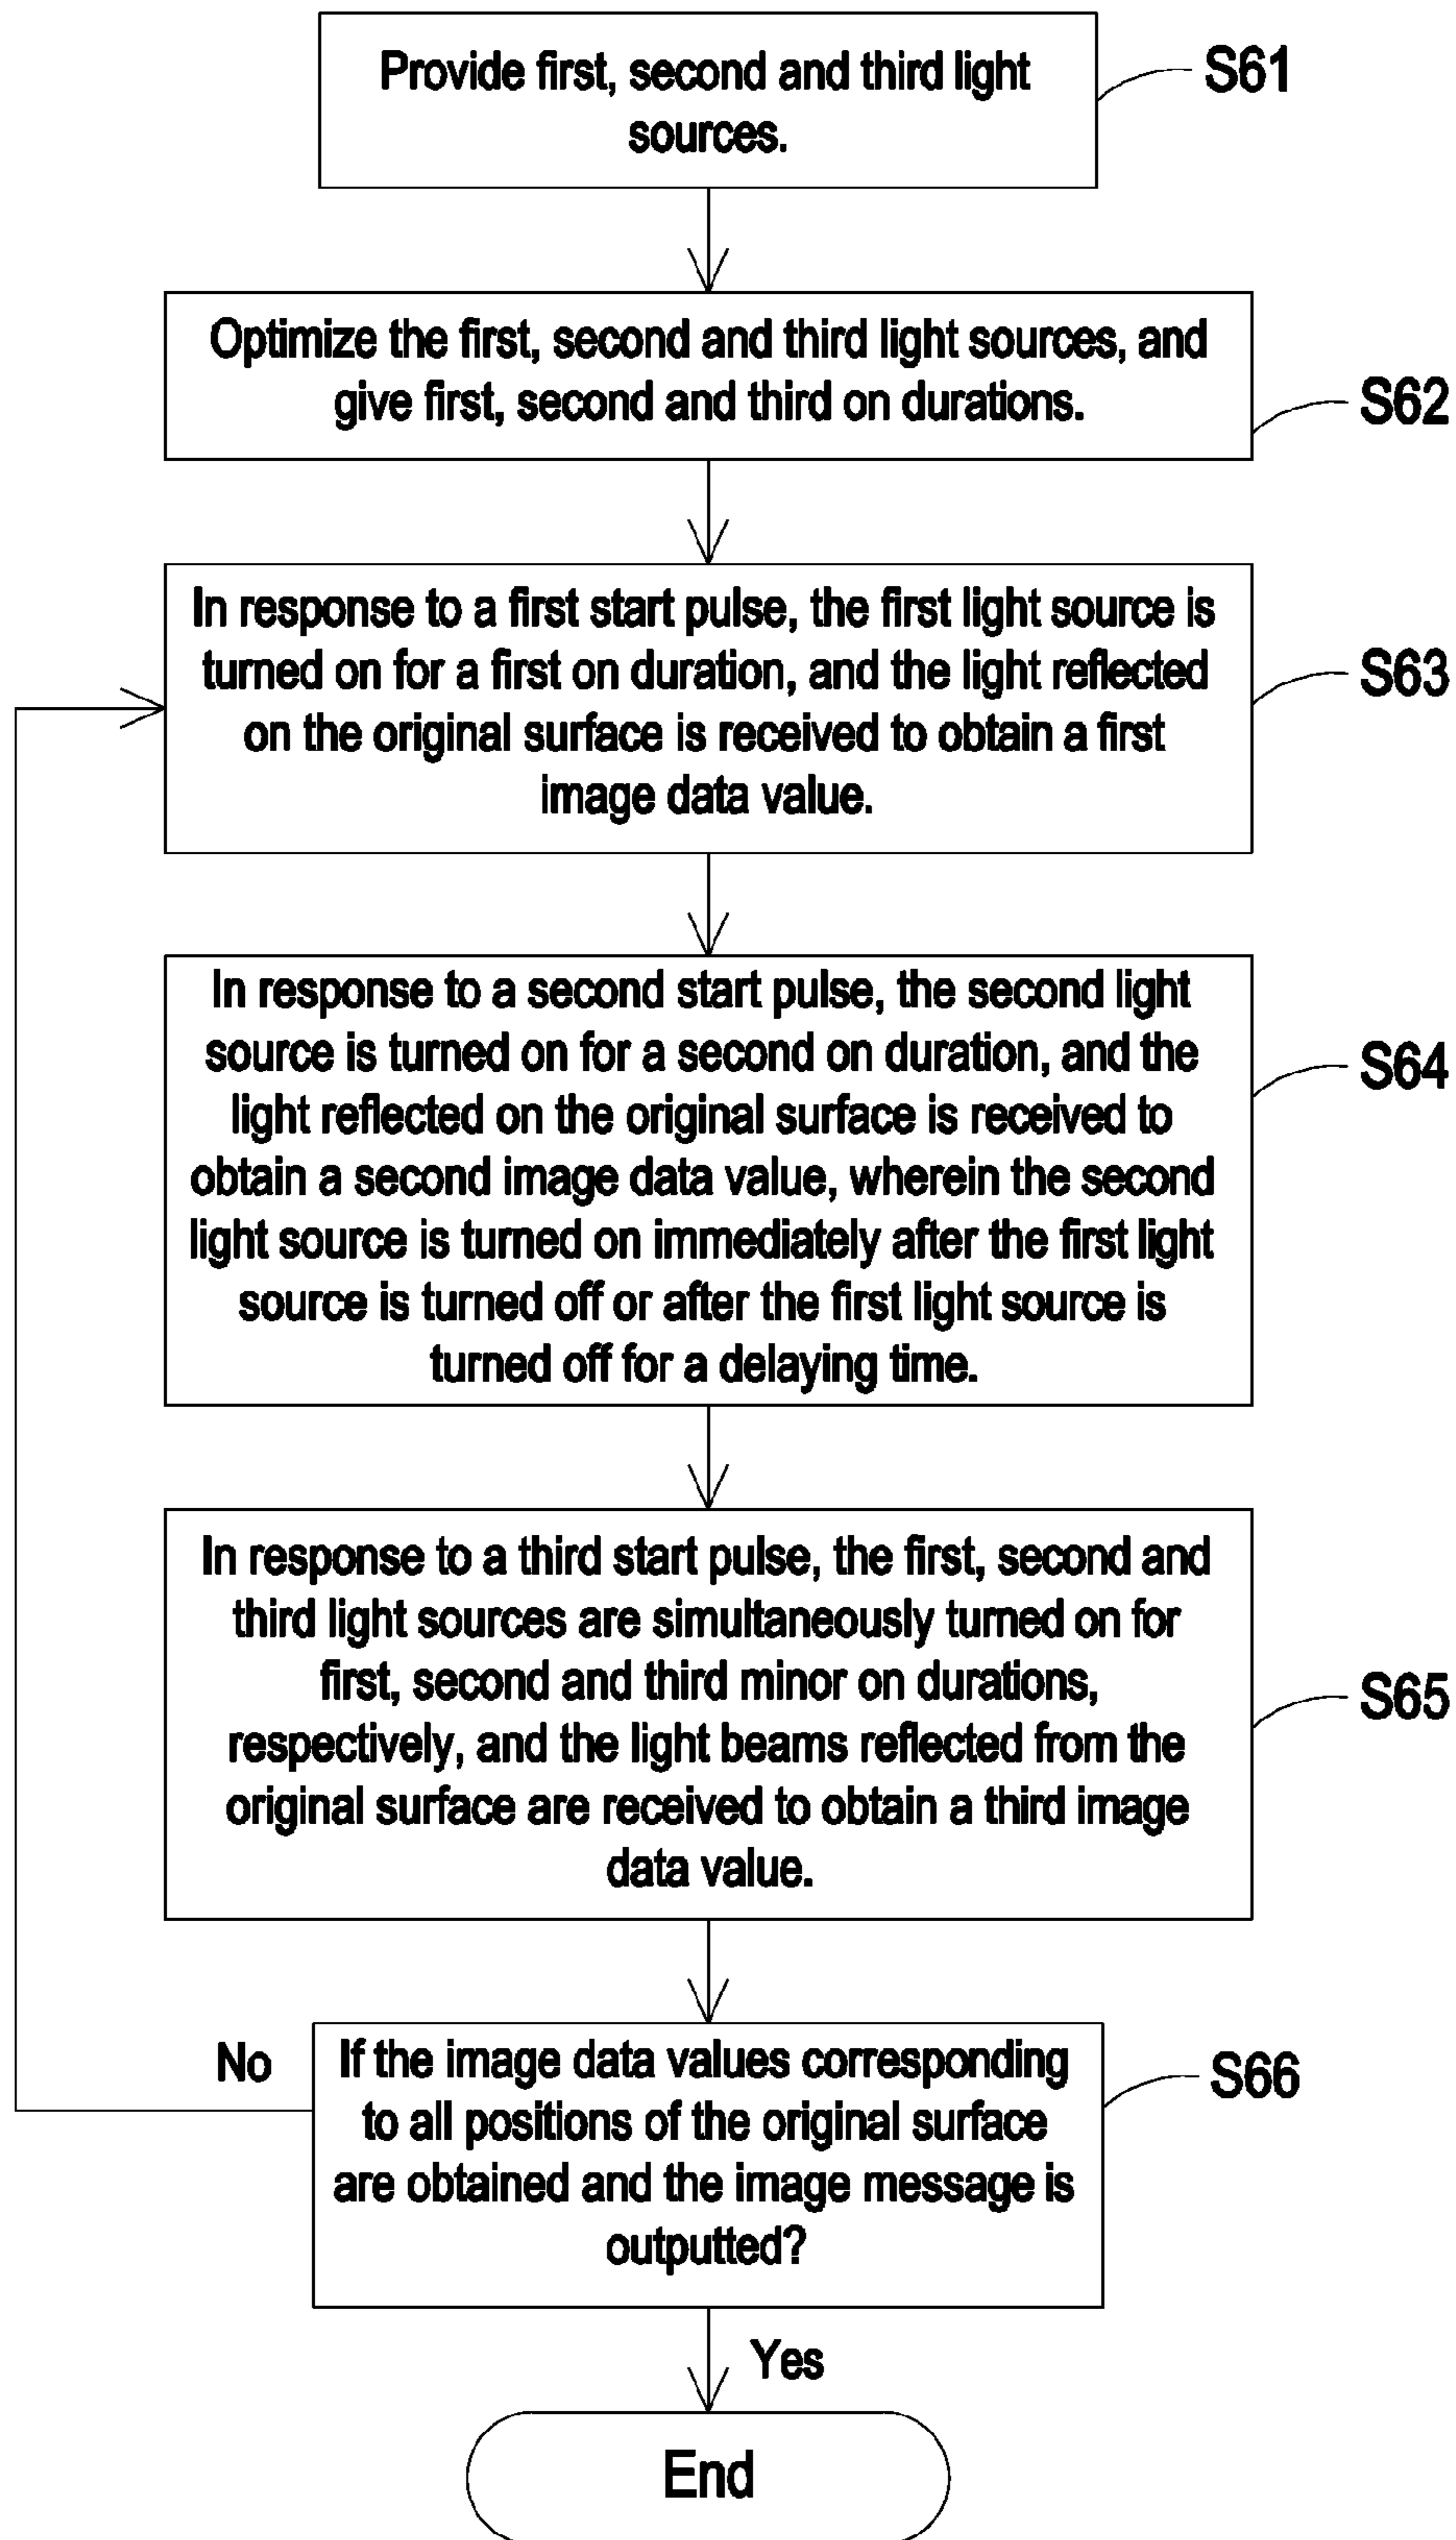 Provide first, second and third light
sources.
S61
Optimize the first, second and third light sources, and
give first, second and third on durations.
S62
In response to a first start pulse, the first light source is
turned on for a first on duration, and the light reflected
on the original surface is received to obtain a first
image data value.
S63
In response to a second start pulse, the second light
source is turned on for a second on duration, and the
light reflected on the original surface is received to
obtain a second image data value, wherein the second
light source is turned on immediately after the first light
source is turned off or after the first light source is
turned off for a delaying time.
S64
In response to a third start pulse, the first, second and
third light sources are simultaneously turned on for
first, second and third minor on durations,
respectively, and the light beams reflected from the
original surface are received to obtain a third image
data value.
S65
No
If the image data values corresponding
to all positions of the original surface
are obtained and the image message is
outputted?
S66
Yes
End